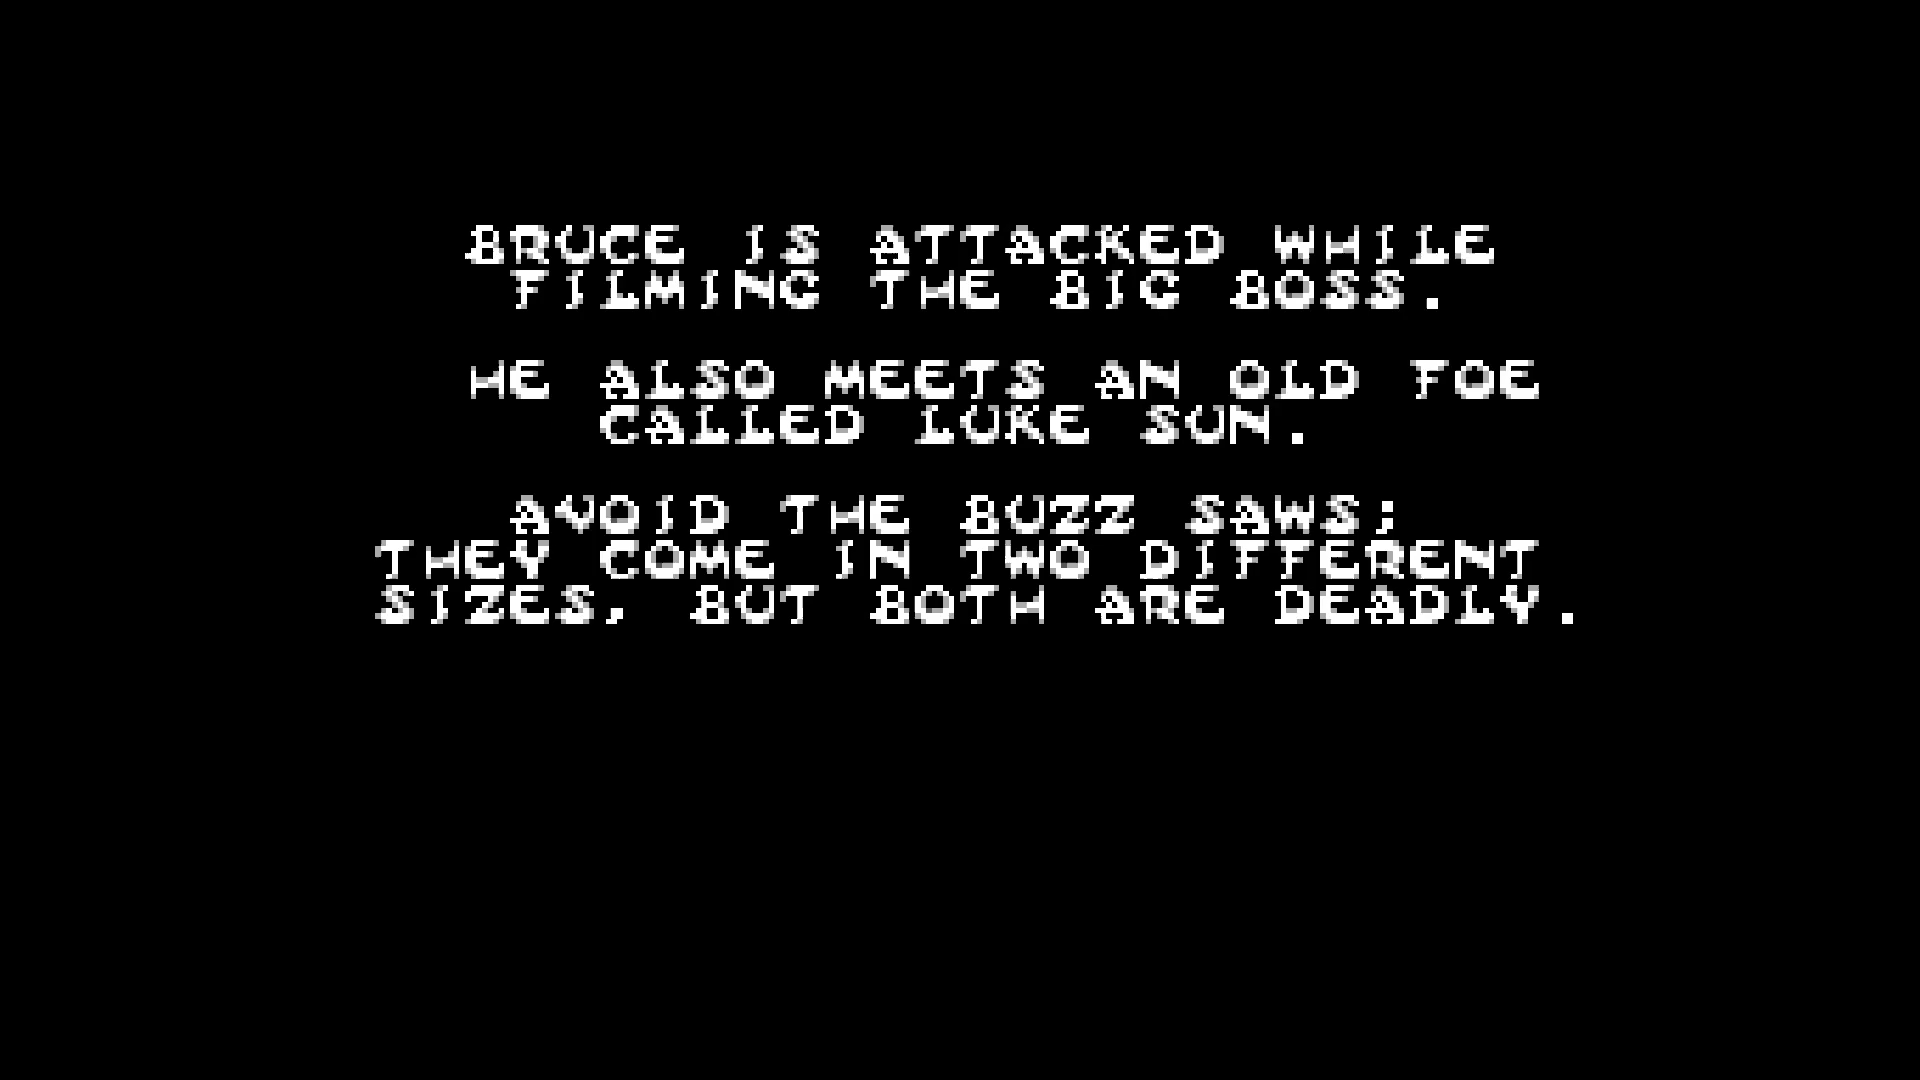 BRUCE IS ATTACKED WHILE
FILMING THE BIG BOSS.
HE ALSO MEETS AN OLD FOE
CALLED LUKE SUN.
AVOID THE BUZZ SAWS;
THEY COME IN TWO DIFFERENT
SIZES, BUT BOTH ARE DEADLY.